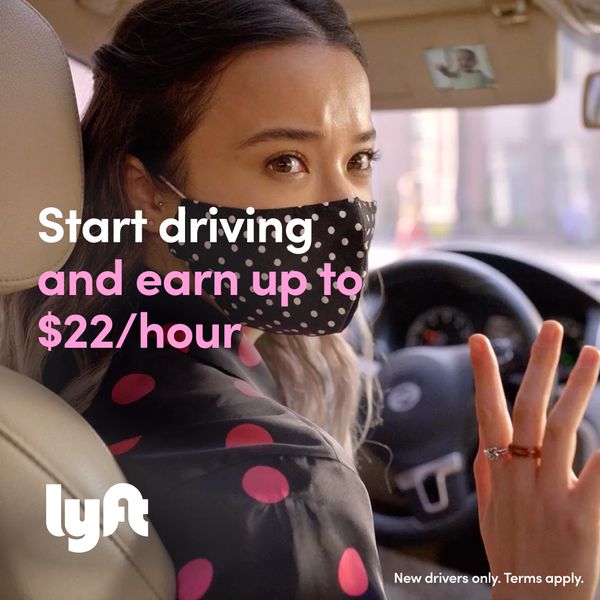 Start driving
and earn up to
$22/hour
lyft
New drivers only. Terms apply.